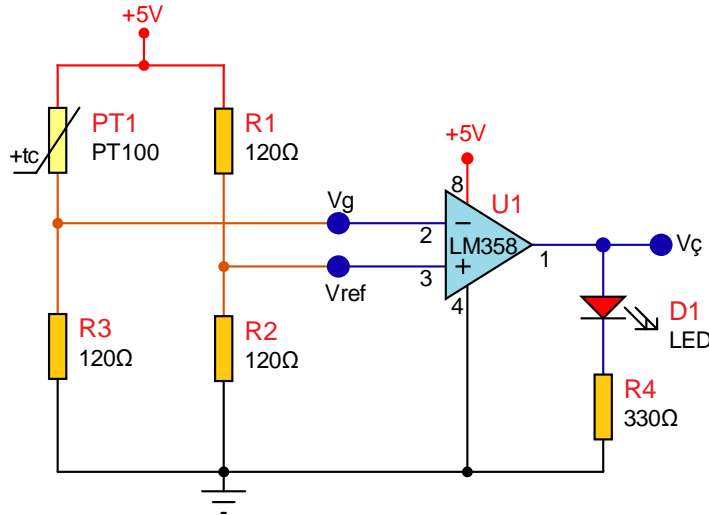 +5V
PT1
PT100
+tc
R1
120Ω
+5V
8
U1
Vg
2
−
LM358
1
Vç
3
+
Vref
4
R3
120Ω
R2
120Ω
D1
LED
R4
330Ω